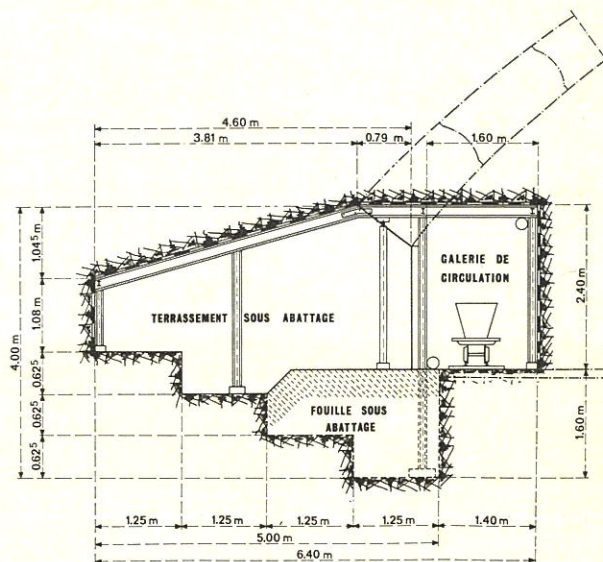 4.60 m
3.81 m
0.79 m
1.60 m
1.04⁵
1.08 m
4.00 m
0.62⁵
0.62⁵
0.62⁵
TERRASSEMENT SOUS ABATTAGE
GALERIE DE
CIRCULATION
2.40 m
FOUILLE SOUS
ABATTAGE
1.60 m
1.25 m
1.25 m
1.25 m
1.25 m
1.40 m
5.00 m
6.40 m